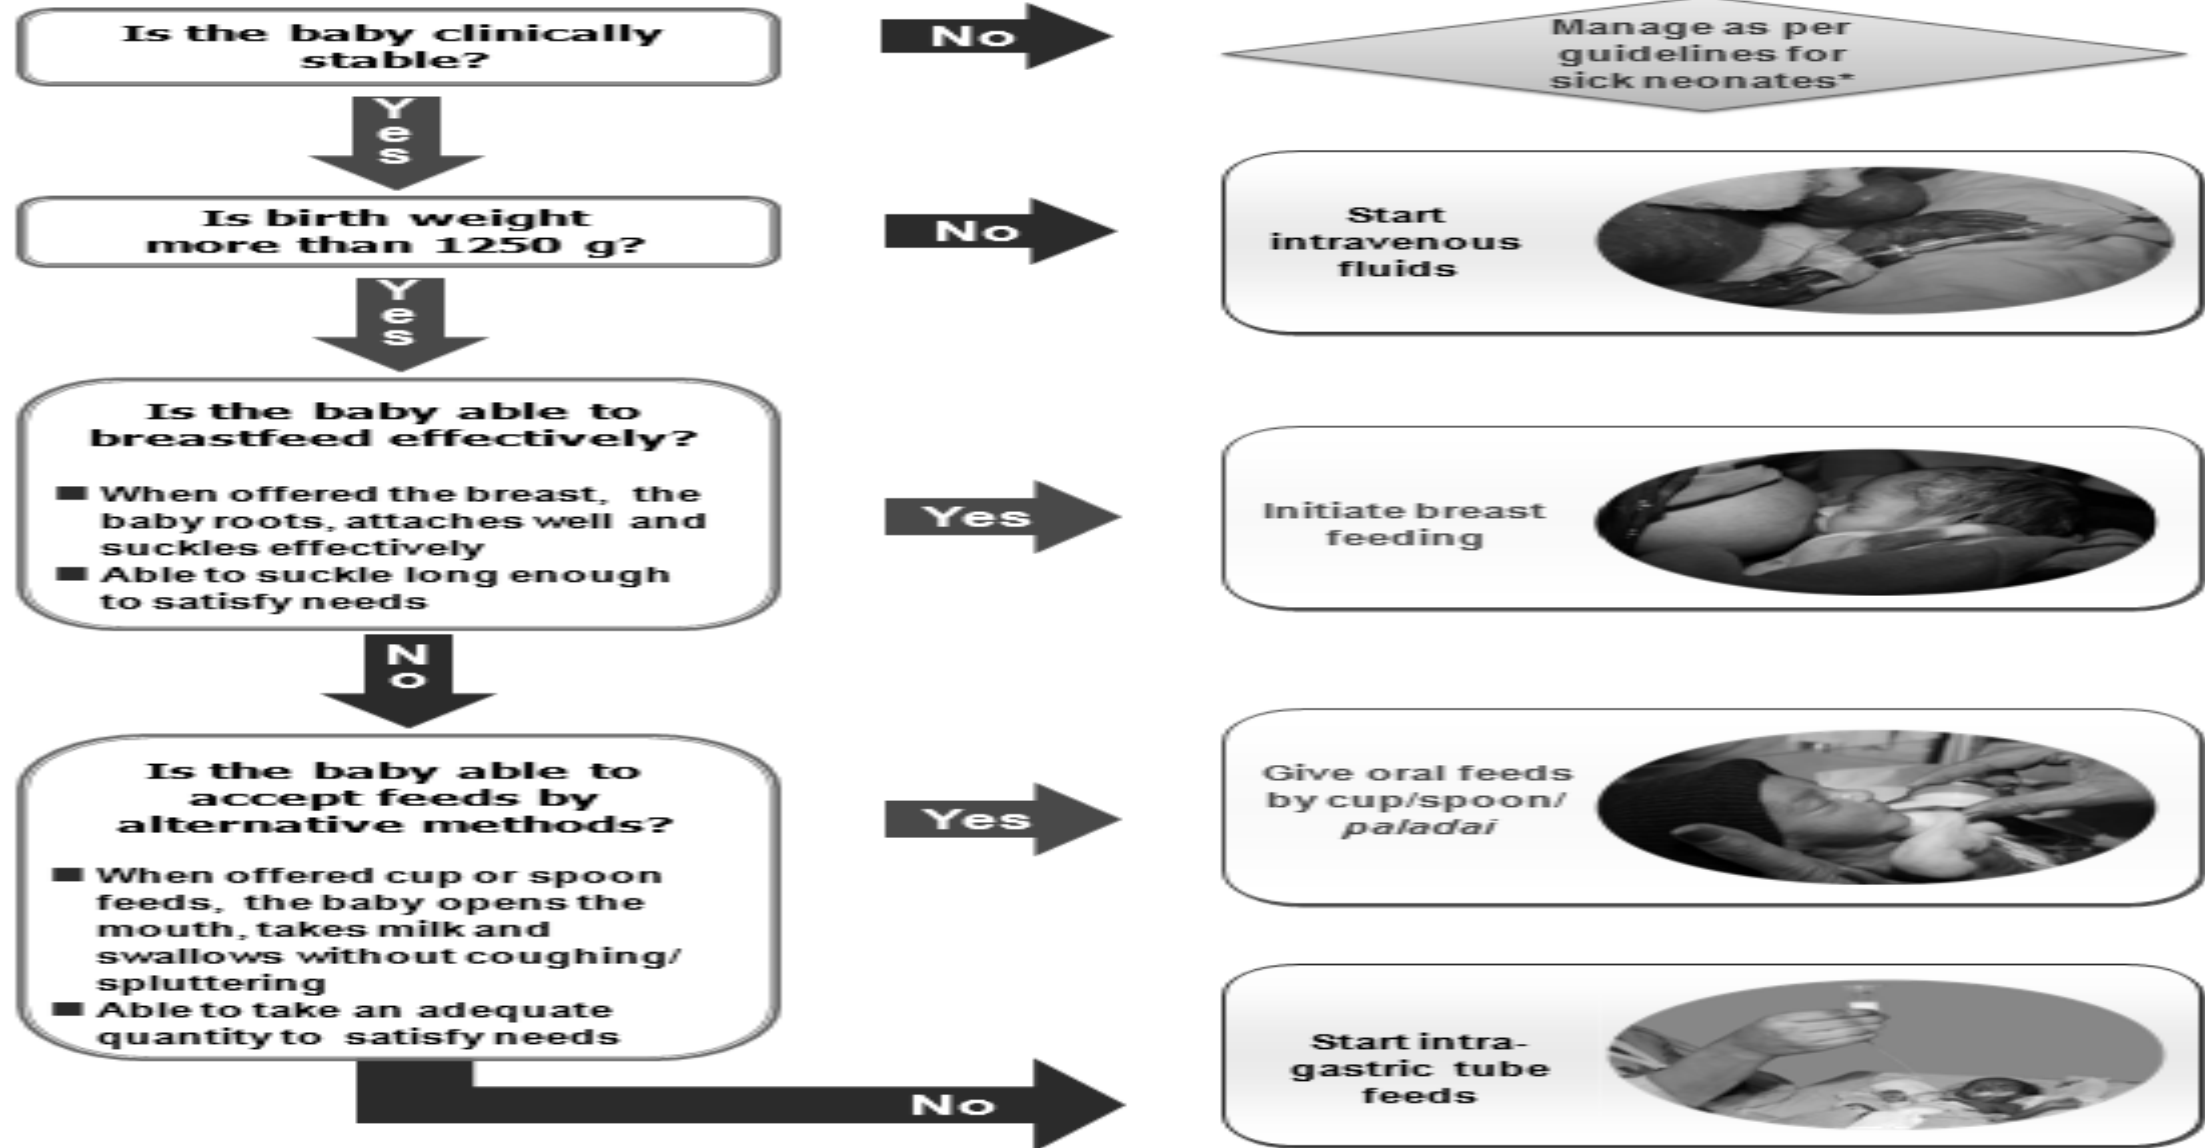 Is the baby clinically
stable?
No
Manage as per
guidelines for
sick neonates*
Yes
Is birth weight
more than 1250 g?
No
Start
intravenous
fluids
Yes
Is the baby able to
breastfeed effectively?
■ When offered the breast, the
baby roots, attaches well and
suckles effectively
■ Able to suckle long enough
to satisfy needs
Yes
Initiate breast
feeding
No
Is the baby able to
accept feeds by
alternative methods?
■ When offered cup or spoon
feeds, the baby opens the
mouth, takes milk and
swallows without coughing/
spluttering
■ Able to take an adequate
quantity to satisfy needs
Yes
Give oral feeds
by cup/spoon/
paladai
No
Start intra-
gastric tube
feeds